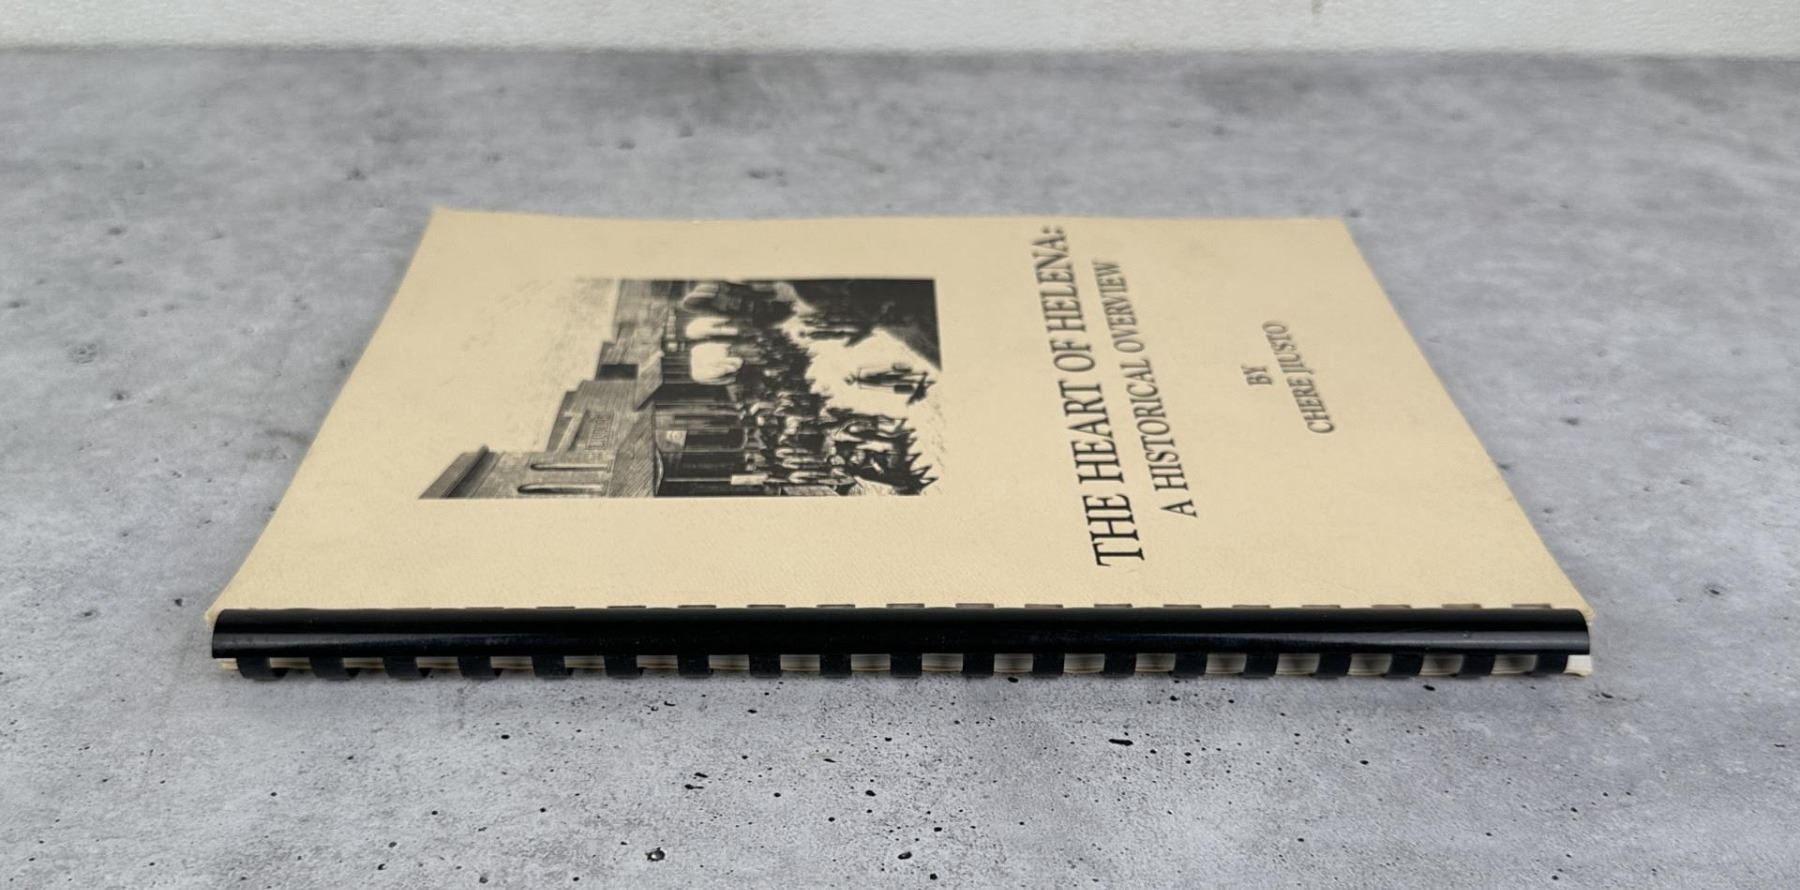 THE HEART OF HELENA:
A HISTORICAL OVERVIEW
BY
CHERE JIUSTO